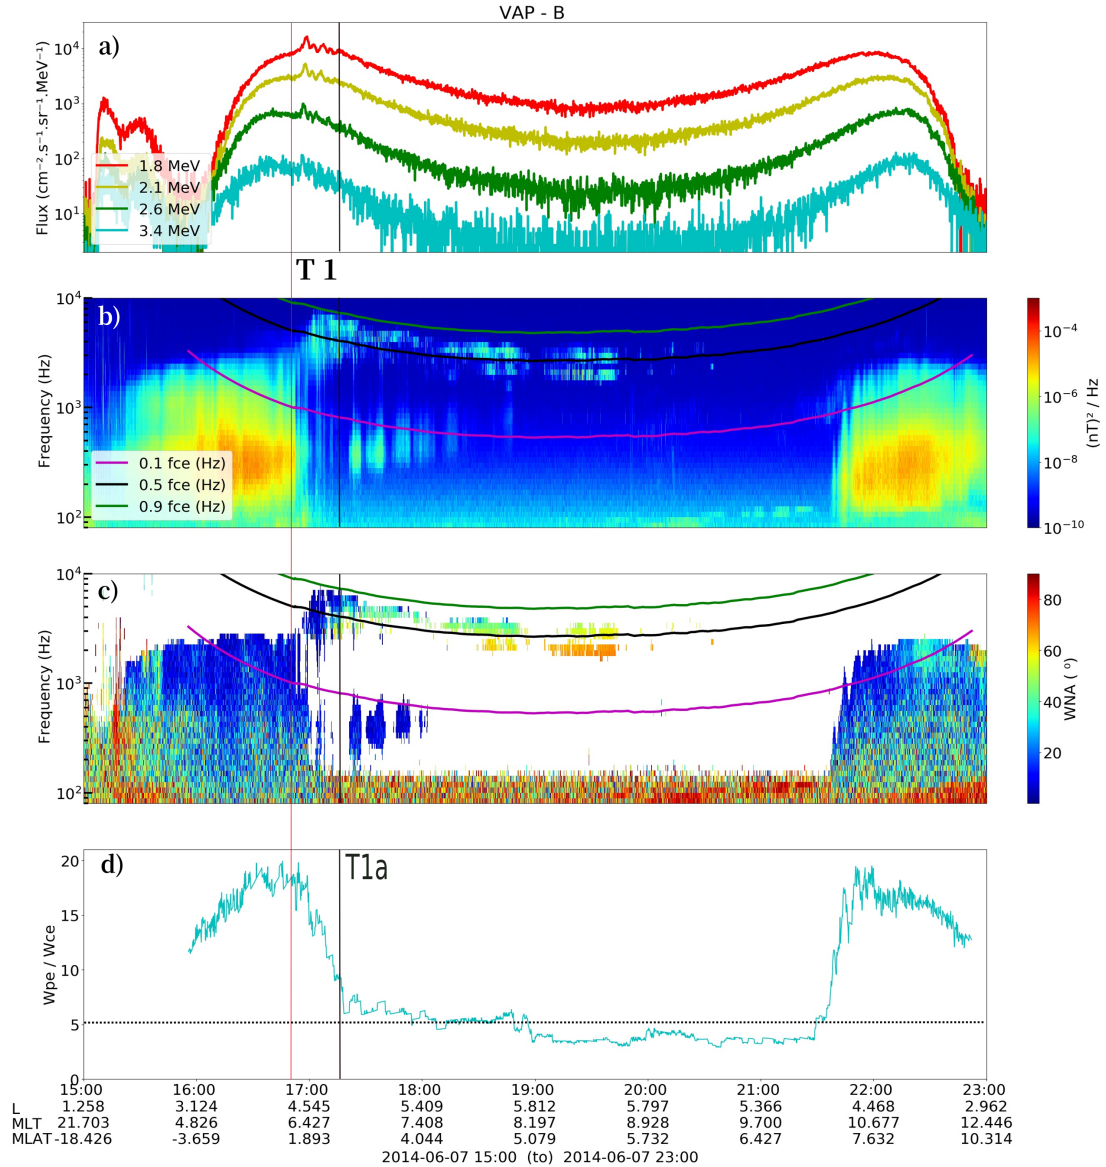 VAP - B
a)
Flux (cm⁻².s⁻¹.sr⁻¹.MeV⁻¹)
10⁴
10³
10²
10¹
1.8 MeV
2.1 MeV
2.6 MeV
3.4 MeV
T 1
b)
Frequency (Hz)
10⁴
10³
10²
0.1 fce (Hz)
0.5 fce (Hz)
0.9 fce (Hz)
10⁻⁴
10⁻⁶
10⁻⁸
10⁻¹⁰
(nT)² / Hz
c)
Frequency (Hz)
10⁴
10³
10²
80
60
40
20
WNA ( ⁰)
d)
T1a
Wpe / Wce
20
15
10
5
0
15:00 16:00 17:00 18:00 19:00 20:00 21:00 22:00 23:00
L 1.258 3.124 4.545 5.409 5.812 5.797 5.366 4.468 2.962
MLT 21.703 4.826 6.427 7.408 8.197 8.928 9.700 10.677 12.446
MLAT -18.426 -3.659 1.893 4.044 5.079 5.732 6.427 7.632 10.314
2014-06-07 15:00 (to) 2014-06-07 23:00